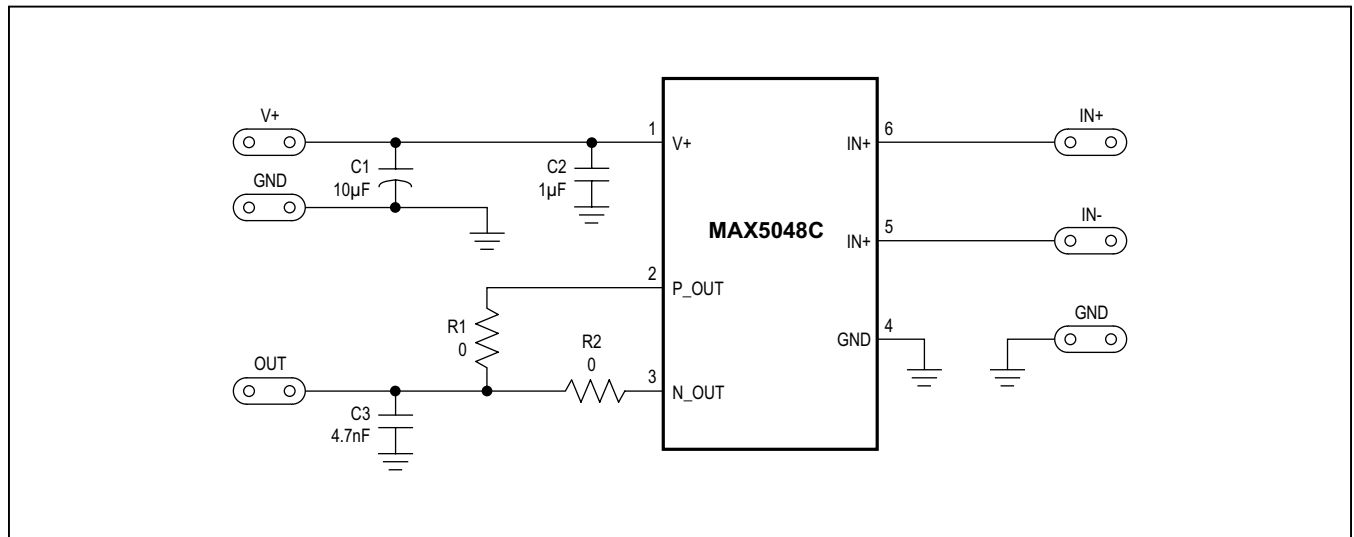 V+
GND
OUT
C1
10µF
C2
1µF
R1
0
R2
0
C3
4.7nF
1
V+
2
P_OUT
3
N_OUT
MAX5048C
6
IN+
5
IN+
4
GND
IN+
IN-
GND